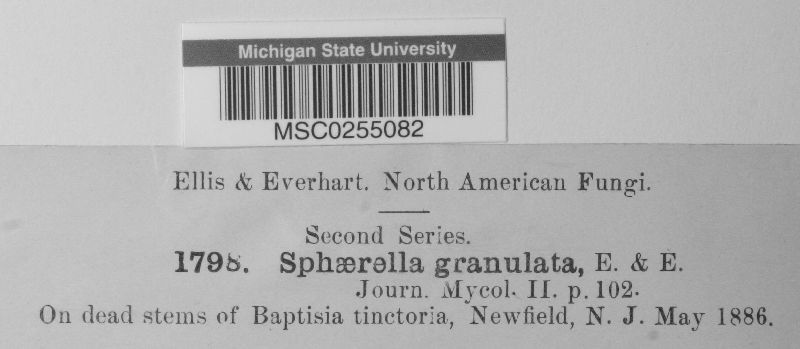 Michigan State University
MSC0255082
Ellis & Everhart. North American Fungi.
Second Series.
1798. Sphærella granulata, E. & E.
Journ. Mycol. II. p. 102.
On dead stems of Baptisia tinctoria, Newfield, N. J. May 1886.